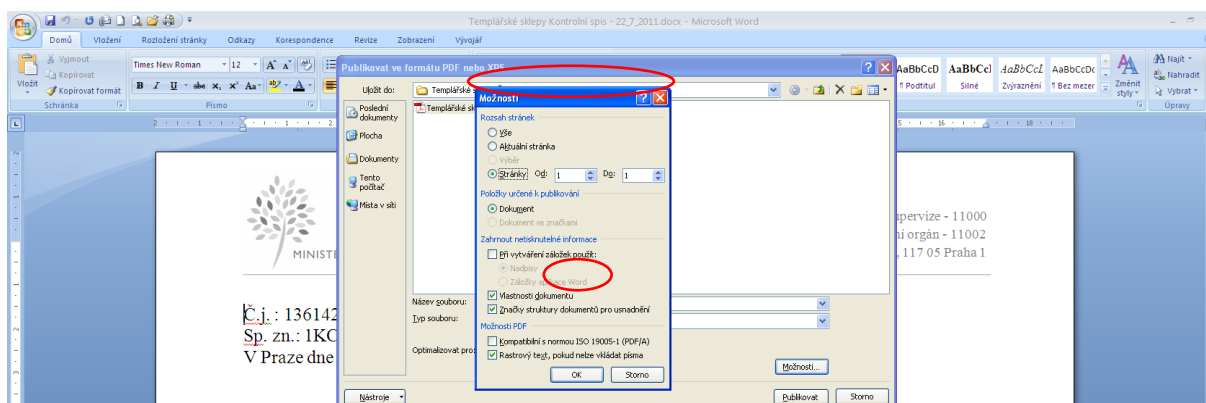 Templářské sklepy Kontrolní spis - 22_7_2011.docx - Microsoft Word
Domů Vložení Rozložení stránky Odkazy Korespondence Revize Zobrazení Vývojář
Vložit
Vyjmout
Kopírovat
Kopírovat formát
Schránka
Times New Roman 12
Písmo
AaBbCcD AaBbCcI AaBbCcL AaBbCcDc
¶ Podtitul Silné Zvýraznění ¶ Bez mezer
Změnit styly
Najít
Nahradit
Vybrat
Úpravy
Publikovat ve formátu PDF nebo XPS
Uložit do: Templářské
Poslední dokumenty
Plocha
Dokumenty
Tento počítač
Místa v síti
Templářské sk
Název souboru:
Typ souboru:
Optimalizovat pro:
Možnosti...
Nástroje
Publikovat
Storno
Možnosti
Rozsah stránek
Vše
Aktuální stránka
Výběr
Stránky Od: 1 Do: 1
Položky určené k publikování
Dokument
Dokument se značkami
Zahrnout netisknutelné informace
Při vytváření záložek použít:
Nadpisy
Záložky aplikace Word
Vlastnosti dokumentu
Značky struktury dokumentů pro usnadnění
Možnosti PDF
Kompatibilní s normou ISO 19005-1 (PDF/A)
Rastrový text, pokud nelze vkládat písma
OK Storno
MINISTE
upervize - 11000
ní orgán - 11002
, 117 05 Praha 1
Č.j. : 136142
Sp. zn.: 1KC
V Praze dne